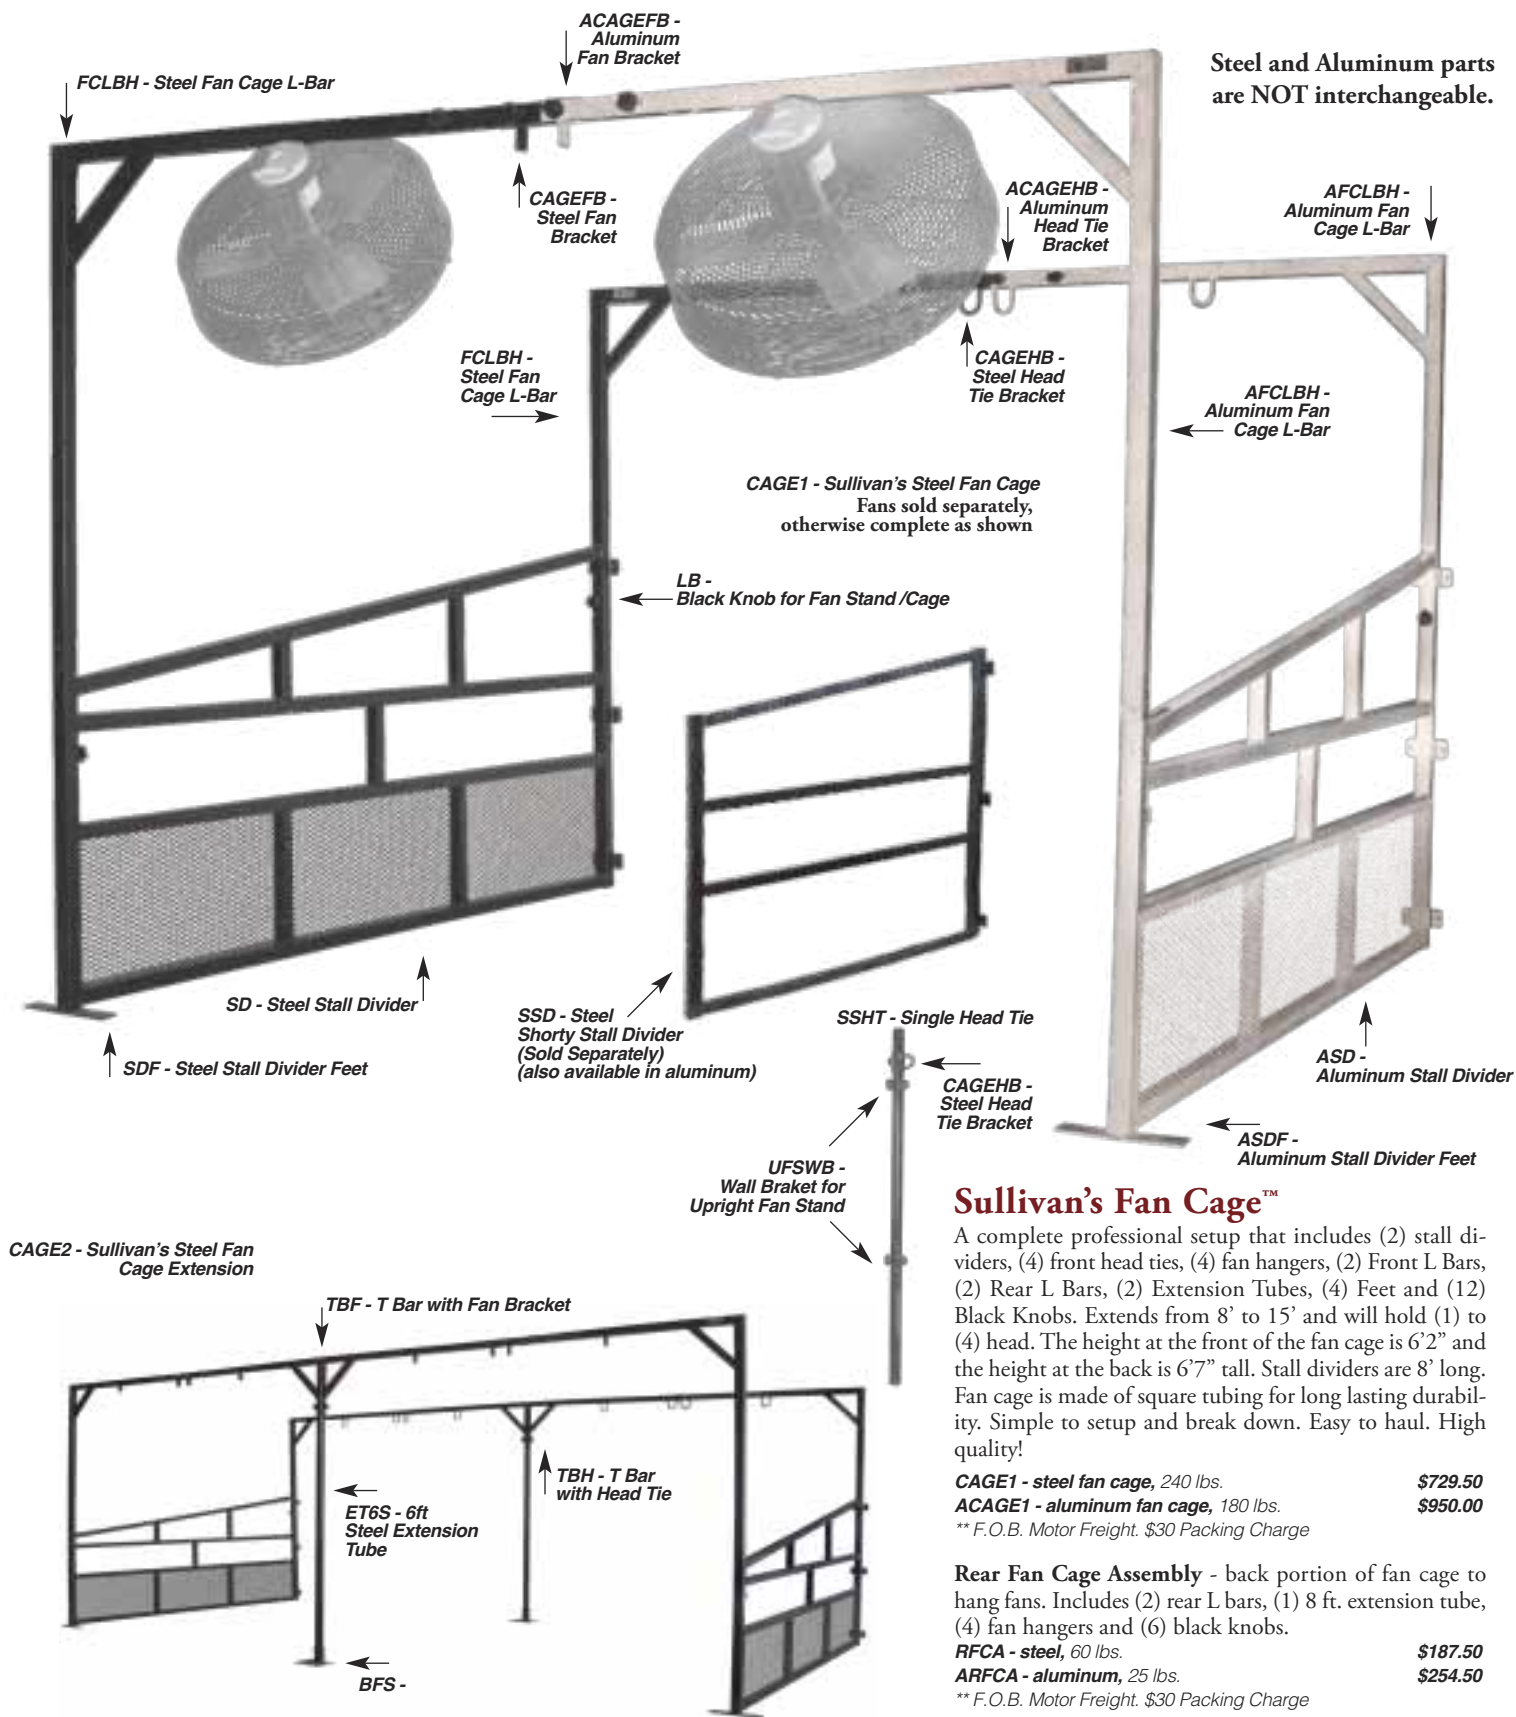 ACAGEFB -
Aluminum
Fan Bracket
FCLBH - Steel Fan Cage L-Bar
Steel and Aluminum parts
are NOT interchangeable.
CAGEFB -
Steel Fan
Bracket
ACAGEHB -
Aluminum
Head Tie
Bracket
AFCLBH -
Aluminum Fan
Cage L-Bar
FCLBH -
Steel Fan
Cage L-Bar
CAGEHB -
Steel Head
Tie Bracket
AFCLBH -
Aluminum Fan
Cage L-Bar
CAGE1 - Sullivan’s Steel Fan Cage
Fans sold separately,
otherwise complete as shown
LB -
Black Knob for Fan Stand /Cage
SD - Steel Stall Divider
SDF - Steel Stall Divider Feet
SSD - Steel
Shorty Stall Divider
(Sold Separately)
(also available in aluminum)
SSHT - Single Head Tie
CAGEHB -
Steel Head
Tie Bracket
ASD -
Aluminum Stall Divider
ASDF -
Aluminum Stall Divider Feet
UFSWB -
Wall Braket for
Upright Fan Stand
CAGE2 - Sullivan’s Steel Fan
Cage Extension
TBF - T Bar with Fan Bracket
TBH - T Bar
with Head Tie
ET6S - 6ft
Steel Extension
Tube
BFS -
Sullivan’s Fan Cage™
A complete professional setup that includes (2) stall di-
viders, (4) front head ties, (4) fan hangers, (2) Front L Bars,
(2) Rear L Bars, (2) Extension Tubes, (4) Feet and (12)
Black Knobs. Extends from 8’ to 15’ and will hold (1) to
(4) head. The height at the front of the fan cage is 6’2” and
the height at the back is 6’7” tall. Stall dividers are 8’ long.
Fan cage is made of square tubing for long lasting durabil-
ity. Simple to setup and break down. Easy to haul. High
quality!
CAGE1 - steel fan cage, 240 lbs. $729.50
ACAGE1 - aluminum fan cage, 180 lbs. $950.00
** F.O.B. Motor Freight. $30 Packing Charge
Rear Fan Cage Assembly - back portion of fan cage to
hang fans. Includes (2) rear L bars, (1) 8 ft. extension tube,
(4) fan hangers and (6) black knobs.
RFCA - steel, 60 lbs. $187.50
ARFCA - aluminum, 25 lbs. $254.50
** F.O.B. Motor Freight. $30 Packing Charge